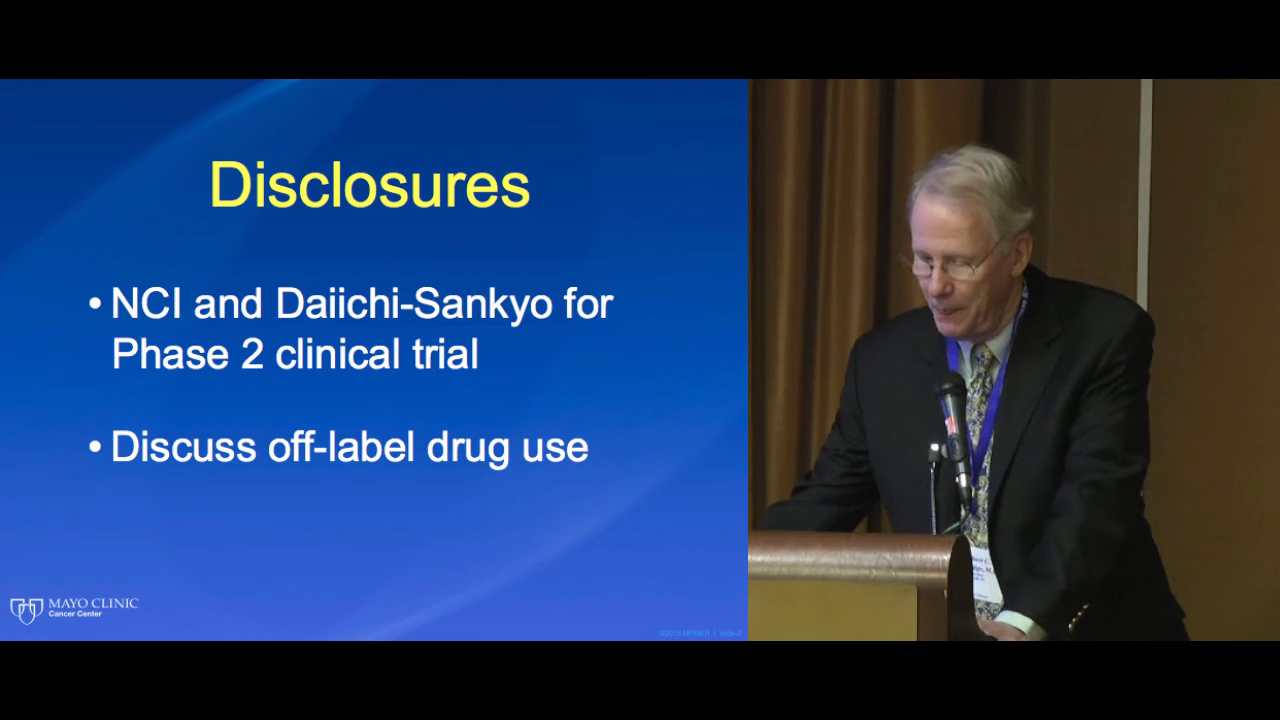 Disclosures
• NCI and Daiichi-Sankyo for
Phase 2 clinical trial
• Discuss off-label drug use
MAYO CLINIC
Cancer Center